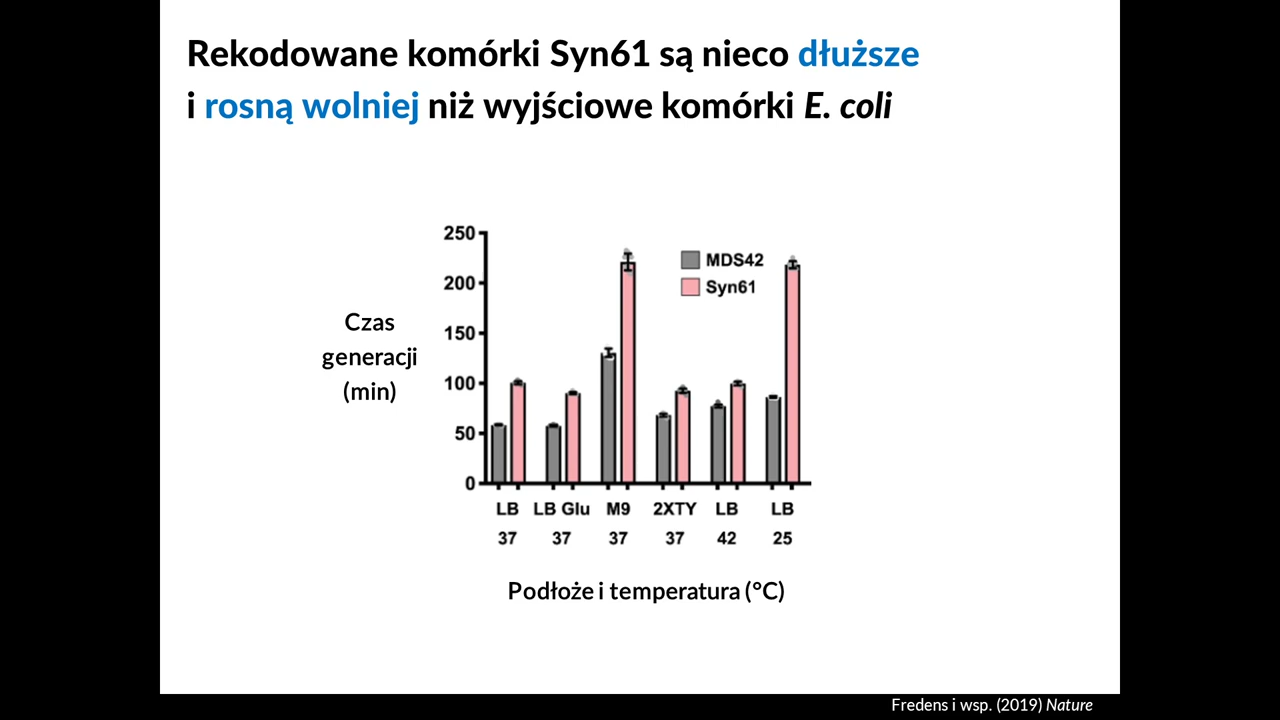 Rekodowane komórki Syn61 są nieco dłuższe
i rosną wolniej niż wyjściowe komórki E. coli
250
200
150
100
50
0
MDS42
Syn61
Czas
generacji
(min)
LB LB Glu M9 2XTY LB LB
37 37 37 37 42 25
Podłoże i temperatura (°C)
Fredens i wsp. (2019) Nature